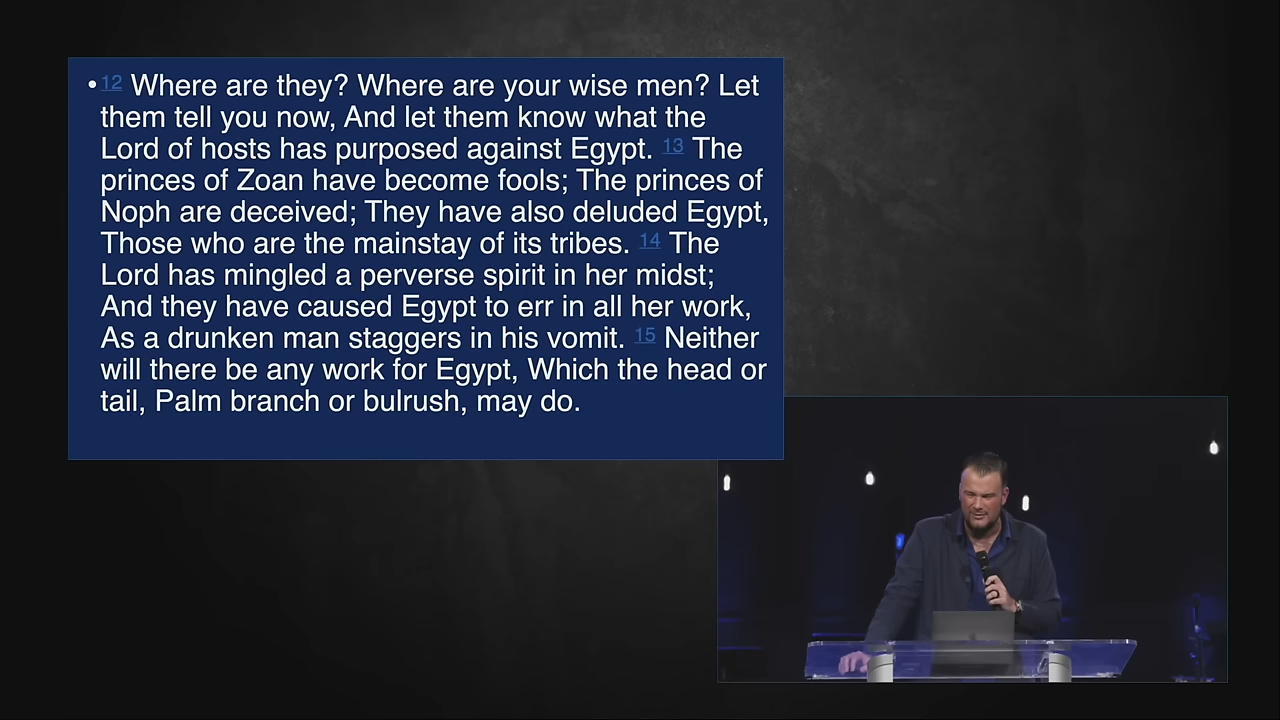 •12 Where are they? Where are your wise men? Let
them tell you now, And let them know what the
Lord of hosts has purposed against Egypt. 13 The
princes of Zoan have become fools; The princes of
Noph are deceived; They have also deluded Egypt,
Those who are the mainstay of its tribes. 14 The
Lord has mingled a perverse spirit in her midst;
And they have caused Egypt to err in all her work,
As a drunken man staggers in his vomit. 15 Neither
will there be any work for Egypt, Which the head or
tail, Palm branch or bulrush, may do.